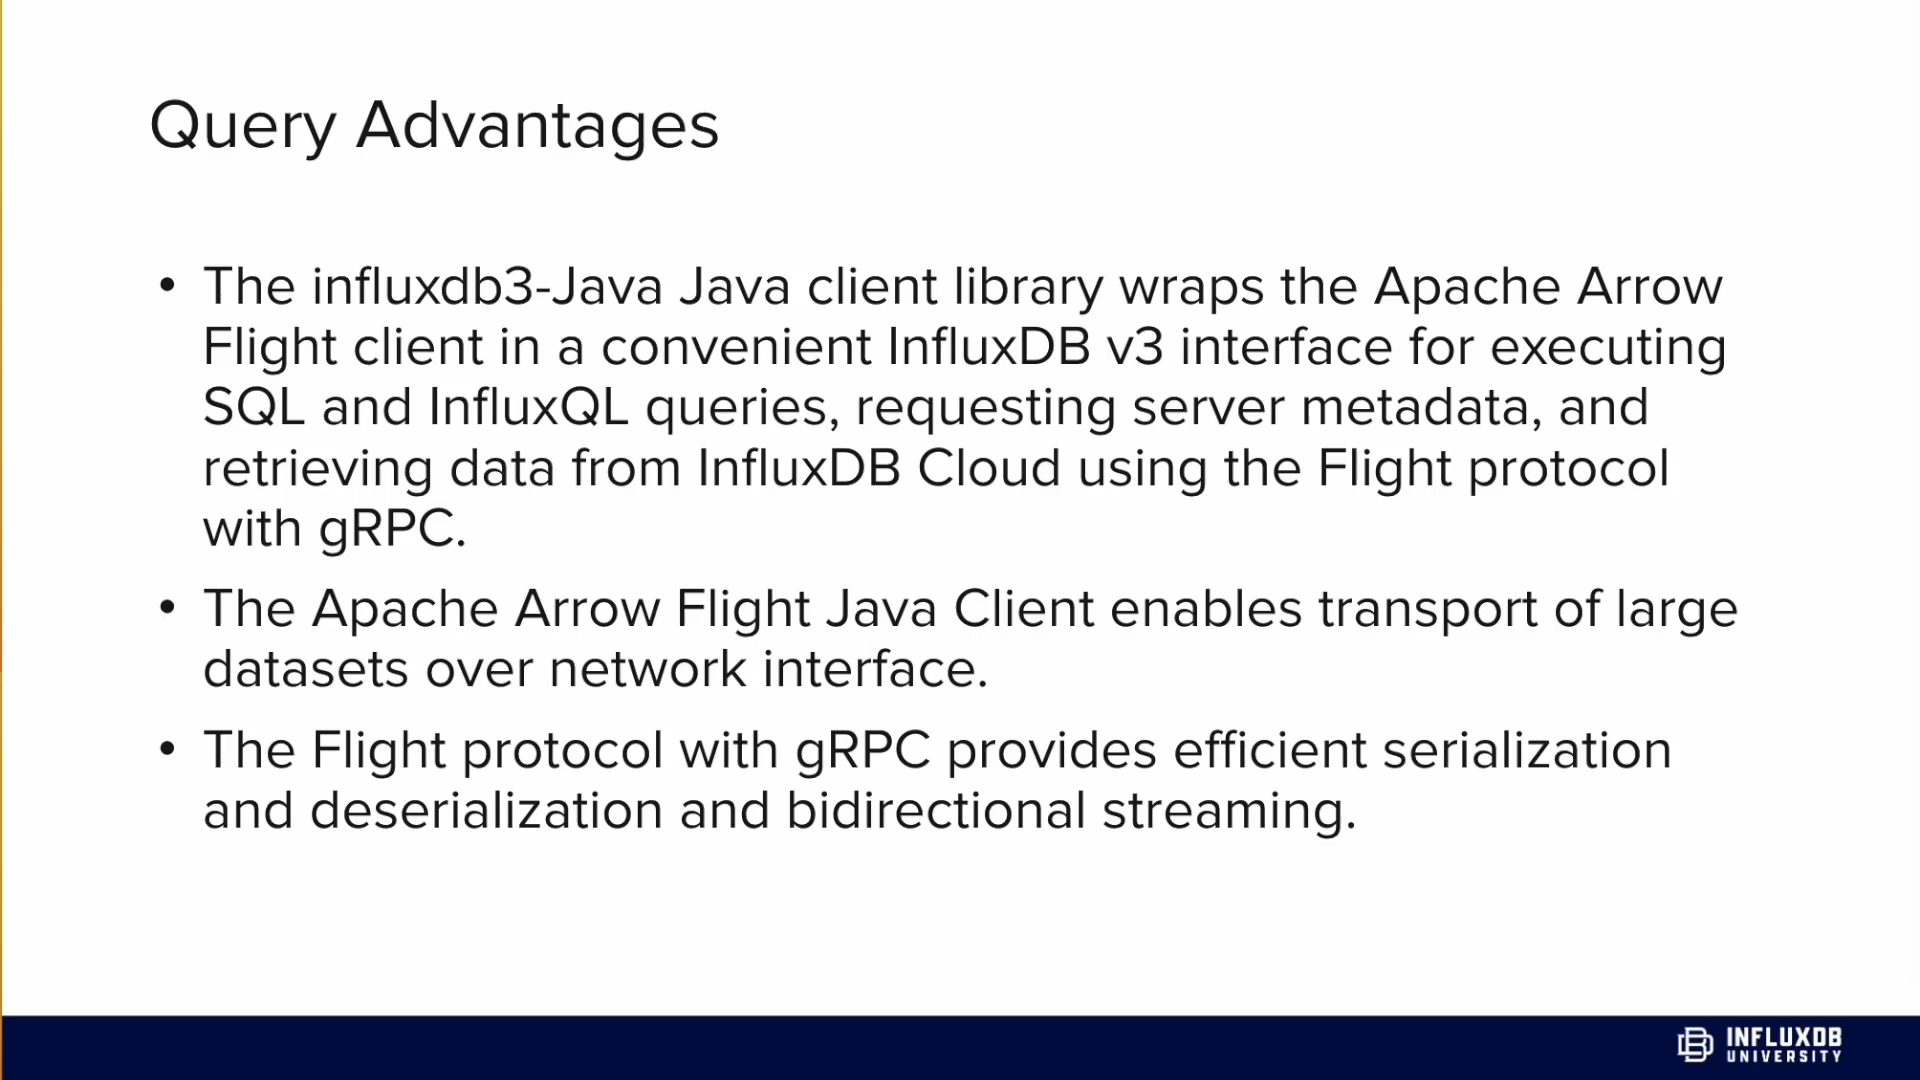 Query Advantages
• The influxdb3-Java Java client library wraps the Apache Arrow
Flight client in a convenient InfluxDB v3 interface for executing
SQL and InfluxQL queries, requesting server metadata, and
retrieving data from InfluxDB Cloud using the Flight protocol
with gRPC.
• The Apache Arrow Flight Java Client enables transport of large
datasets over network interface.
• The Flight protocol with gRPC provides efficient serialization
and deserialization and bidirectional streaming.
INFLUXDB
UNIVERSITY